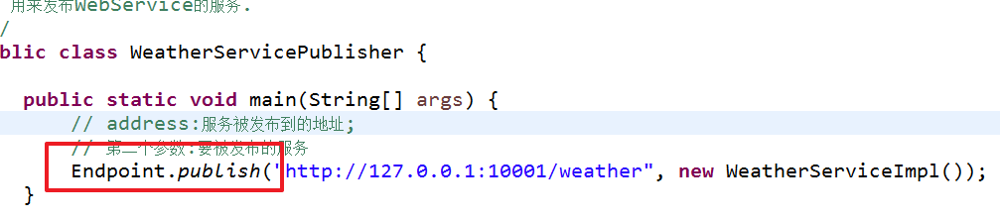 用来发布WebService的服务.
/
blic class WeatherServicePublisher {
public static void main(String[] args) {
// address:服务被发布到的地址;
// 第二个参数:要被发布的服务
Endpoint.publish("http://127.0.0.1:10001/weather", new WeatherServiceImpl());
}